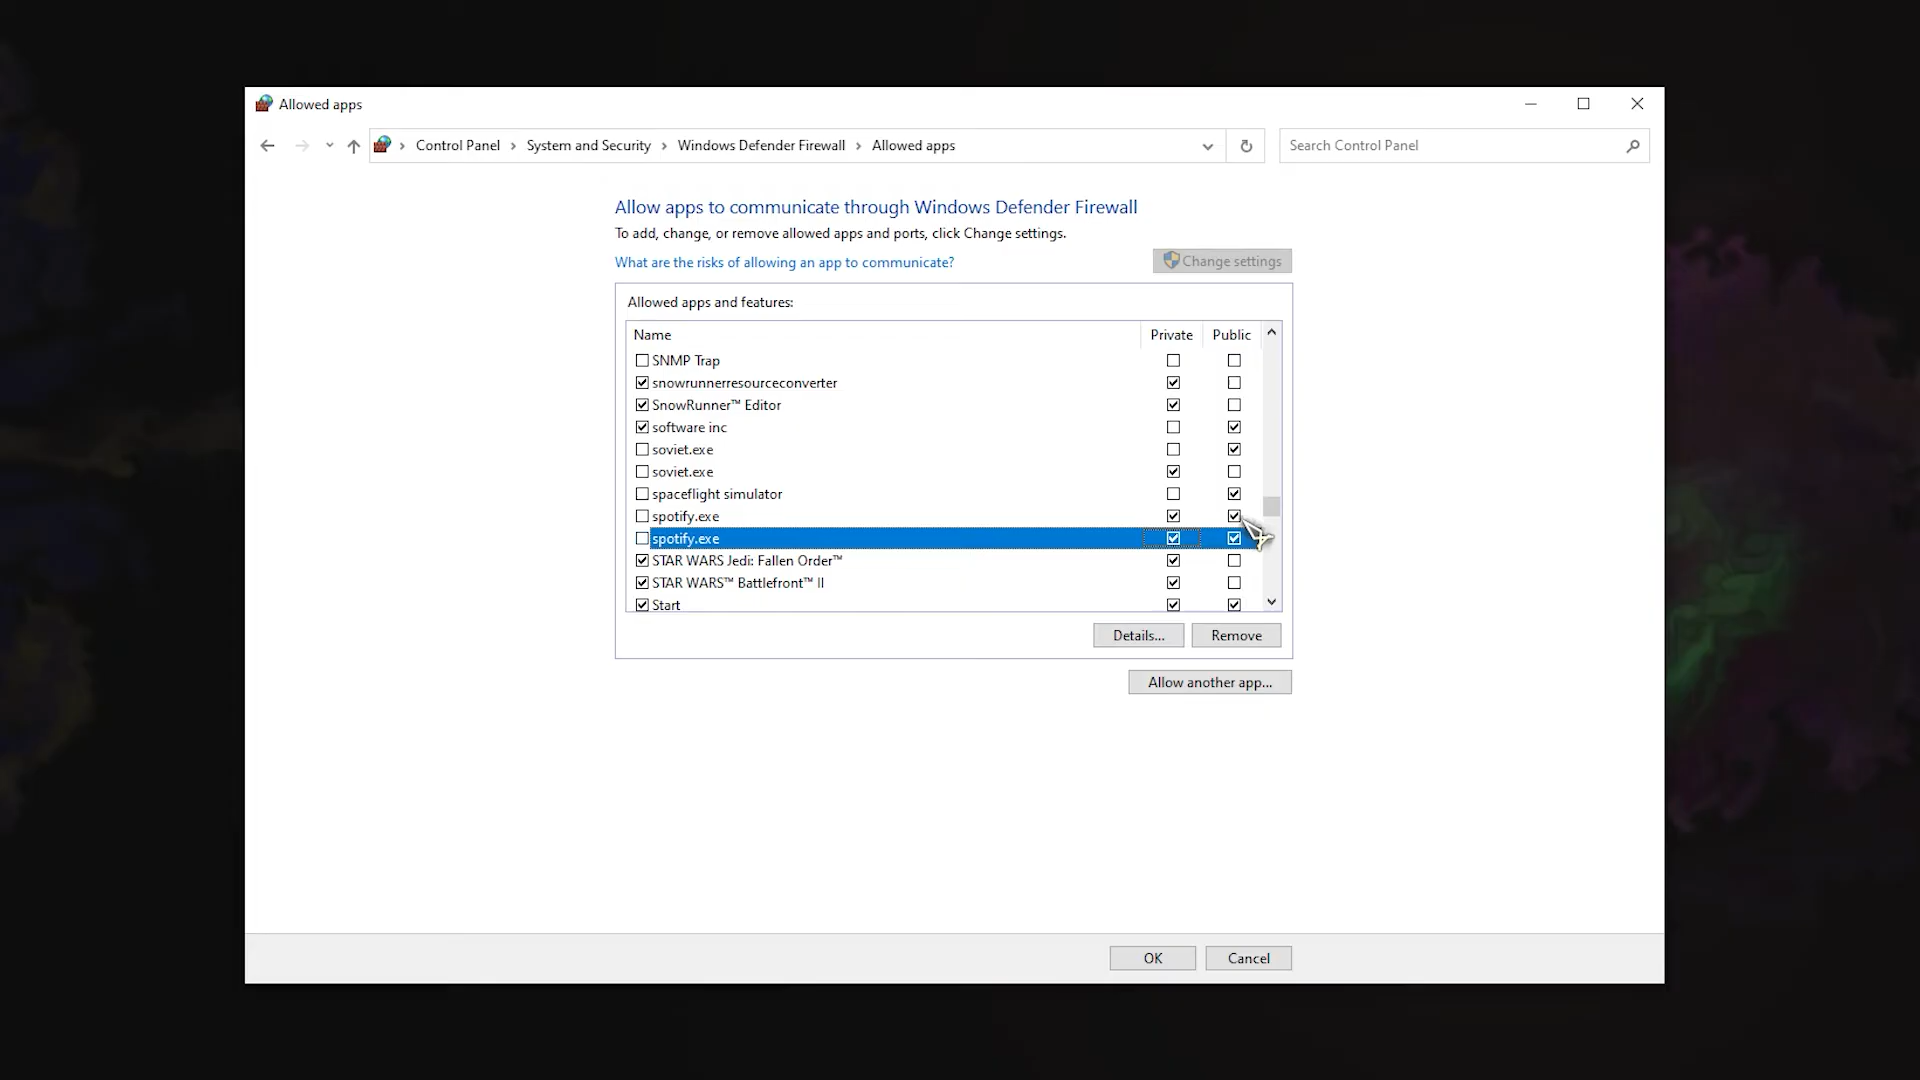 Allowed apps
Control Panel > System and Security > Windows Defender Firewall > Allowed apps
Search Control Panel
Allow apps to communicate through Windows Defender Firewall
To add, change, or remove allowed apps and ports, click Change settings.
What are the risks of allowing an app to communicate?
Change settings
Allowed apps and features:
Name Private Public
SNMP Trap
snowrunnerresourceconverter
SnowRunner™ Editor
software inc
soviet.exe
soviet.exe
spaceflight simulator
spotify.exe
spotify.exe
STAR WARS Jedi: Fallen Order™
STAR WARS™ Battlefront™ II
Start
Details... Remove
Allow another app...
OK Cancel